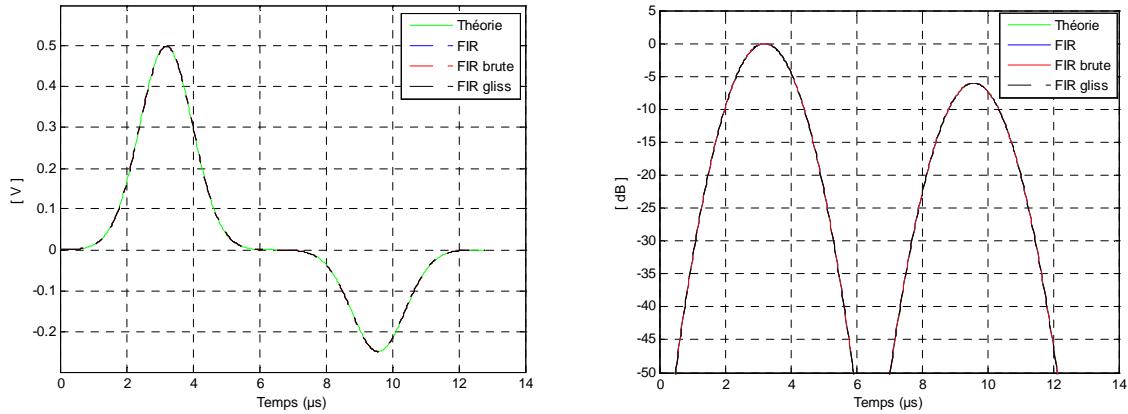 0.5
0.4
0.3
0.2
0.1
0
-0.1
-0.2
[ V ]
0 2 4 6 8 10 12 14
Temps (µs)
Théorie
FIR
FIR brute
FIR gliss
5
0
-5
-10
-15
-20
-25
-30
-35
-40
-45
-50
[ dB ]
0 2 4 6 8 10 12 14
Temps (µs)
Théorie
FIR
FIR brute
FIR gliss